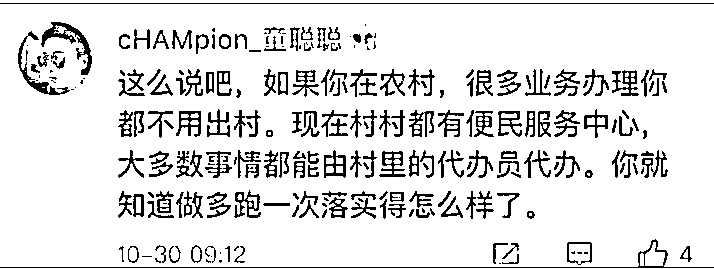 cHAMpion_童聪聪
这么说吧，如果你在农村，很多业务办理你
都不用出村。现在村村都有便民服务中心，
大多数事情都能由村里的代办员代办。你就
知道做多跑一次落实得怎么样了。
10-30 09:12
4